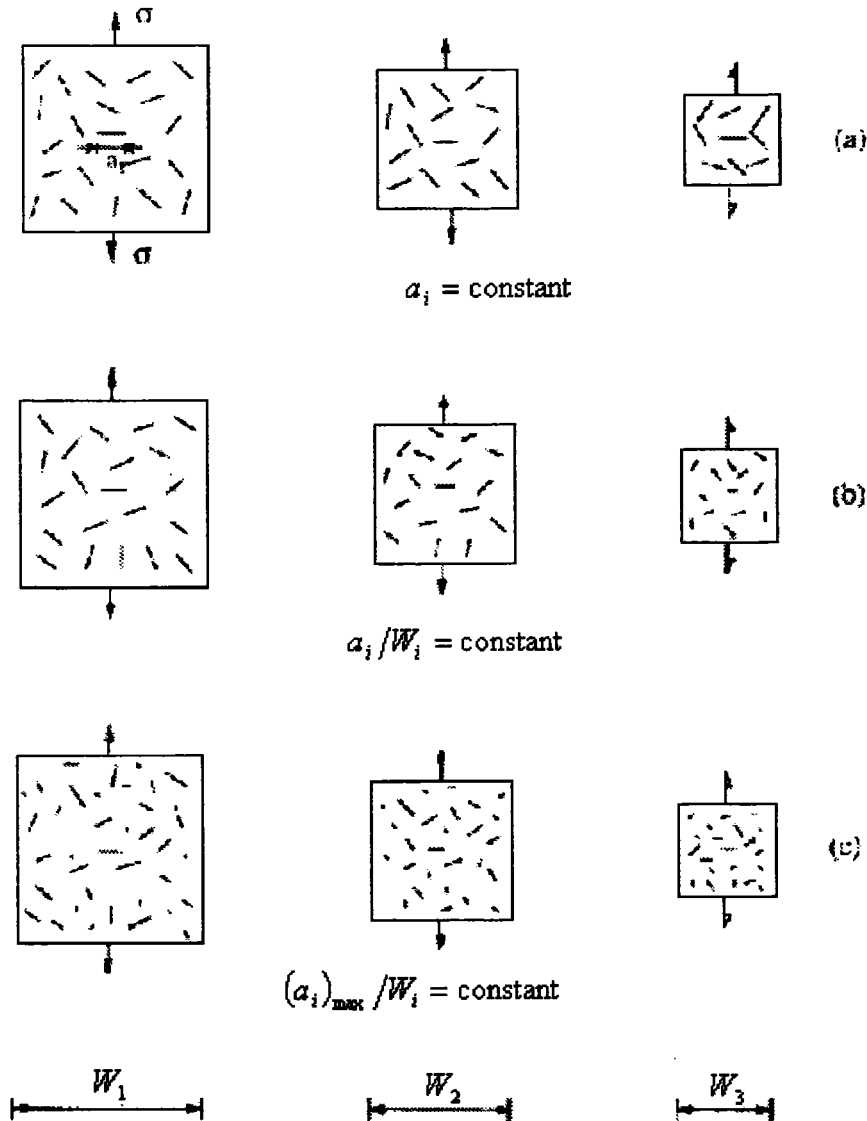 σ
(a)
a
σ
a_i = constant
(b)
a_i/W_i = constant
(c)
(a_i)_max/W_i = constant
W_1 W_2 W_3